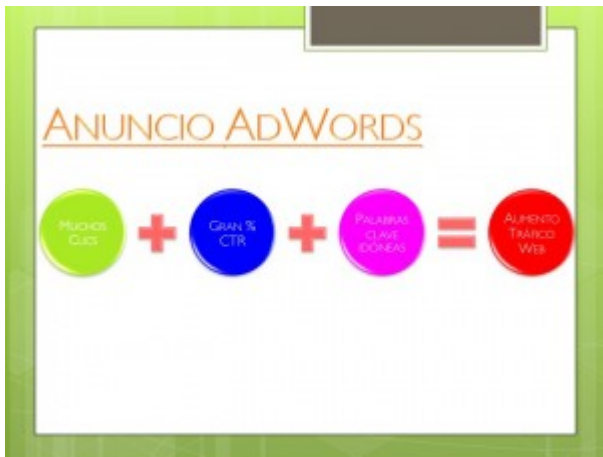 ANUNCIO ADWORDS
MUCHOS
CLICS
GRAN %
CTR
PALABRAS
CLAVE
IDÓNEAS
AUMENTO
TRÁFICO
WEB